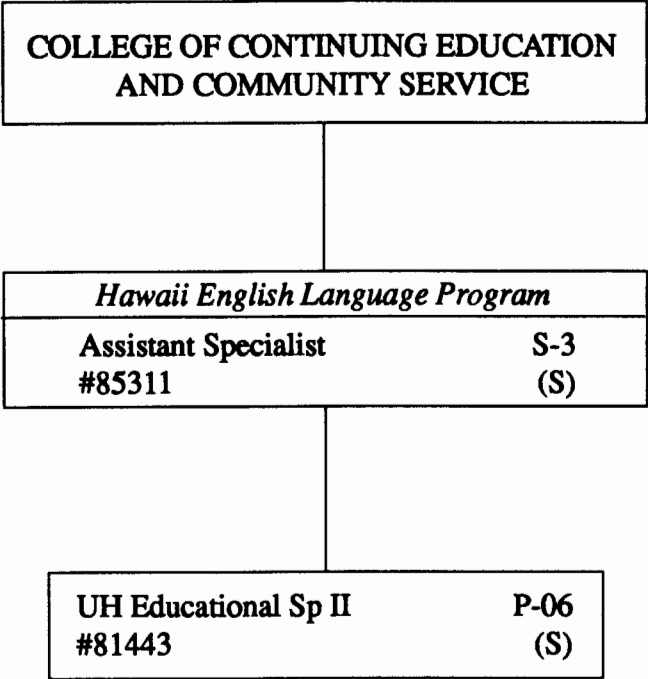 COLLEGE OF CONTINUING EDUCATION
AND COMMUNITY SERVICE
Hawaii English Language Program
Assistant Specialist S-3
#85311 (S)
UH Educational Sp II P-06
#81443 (S)